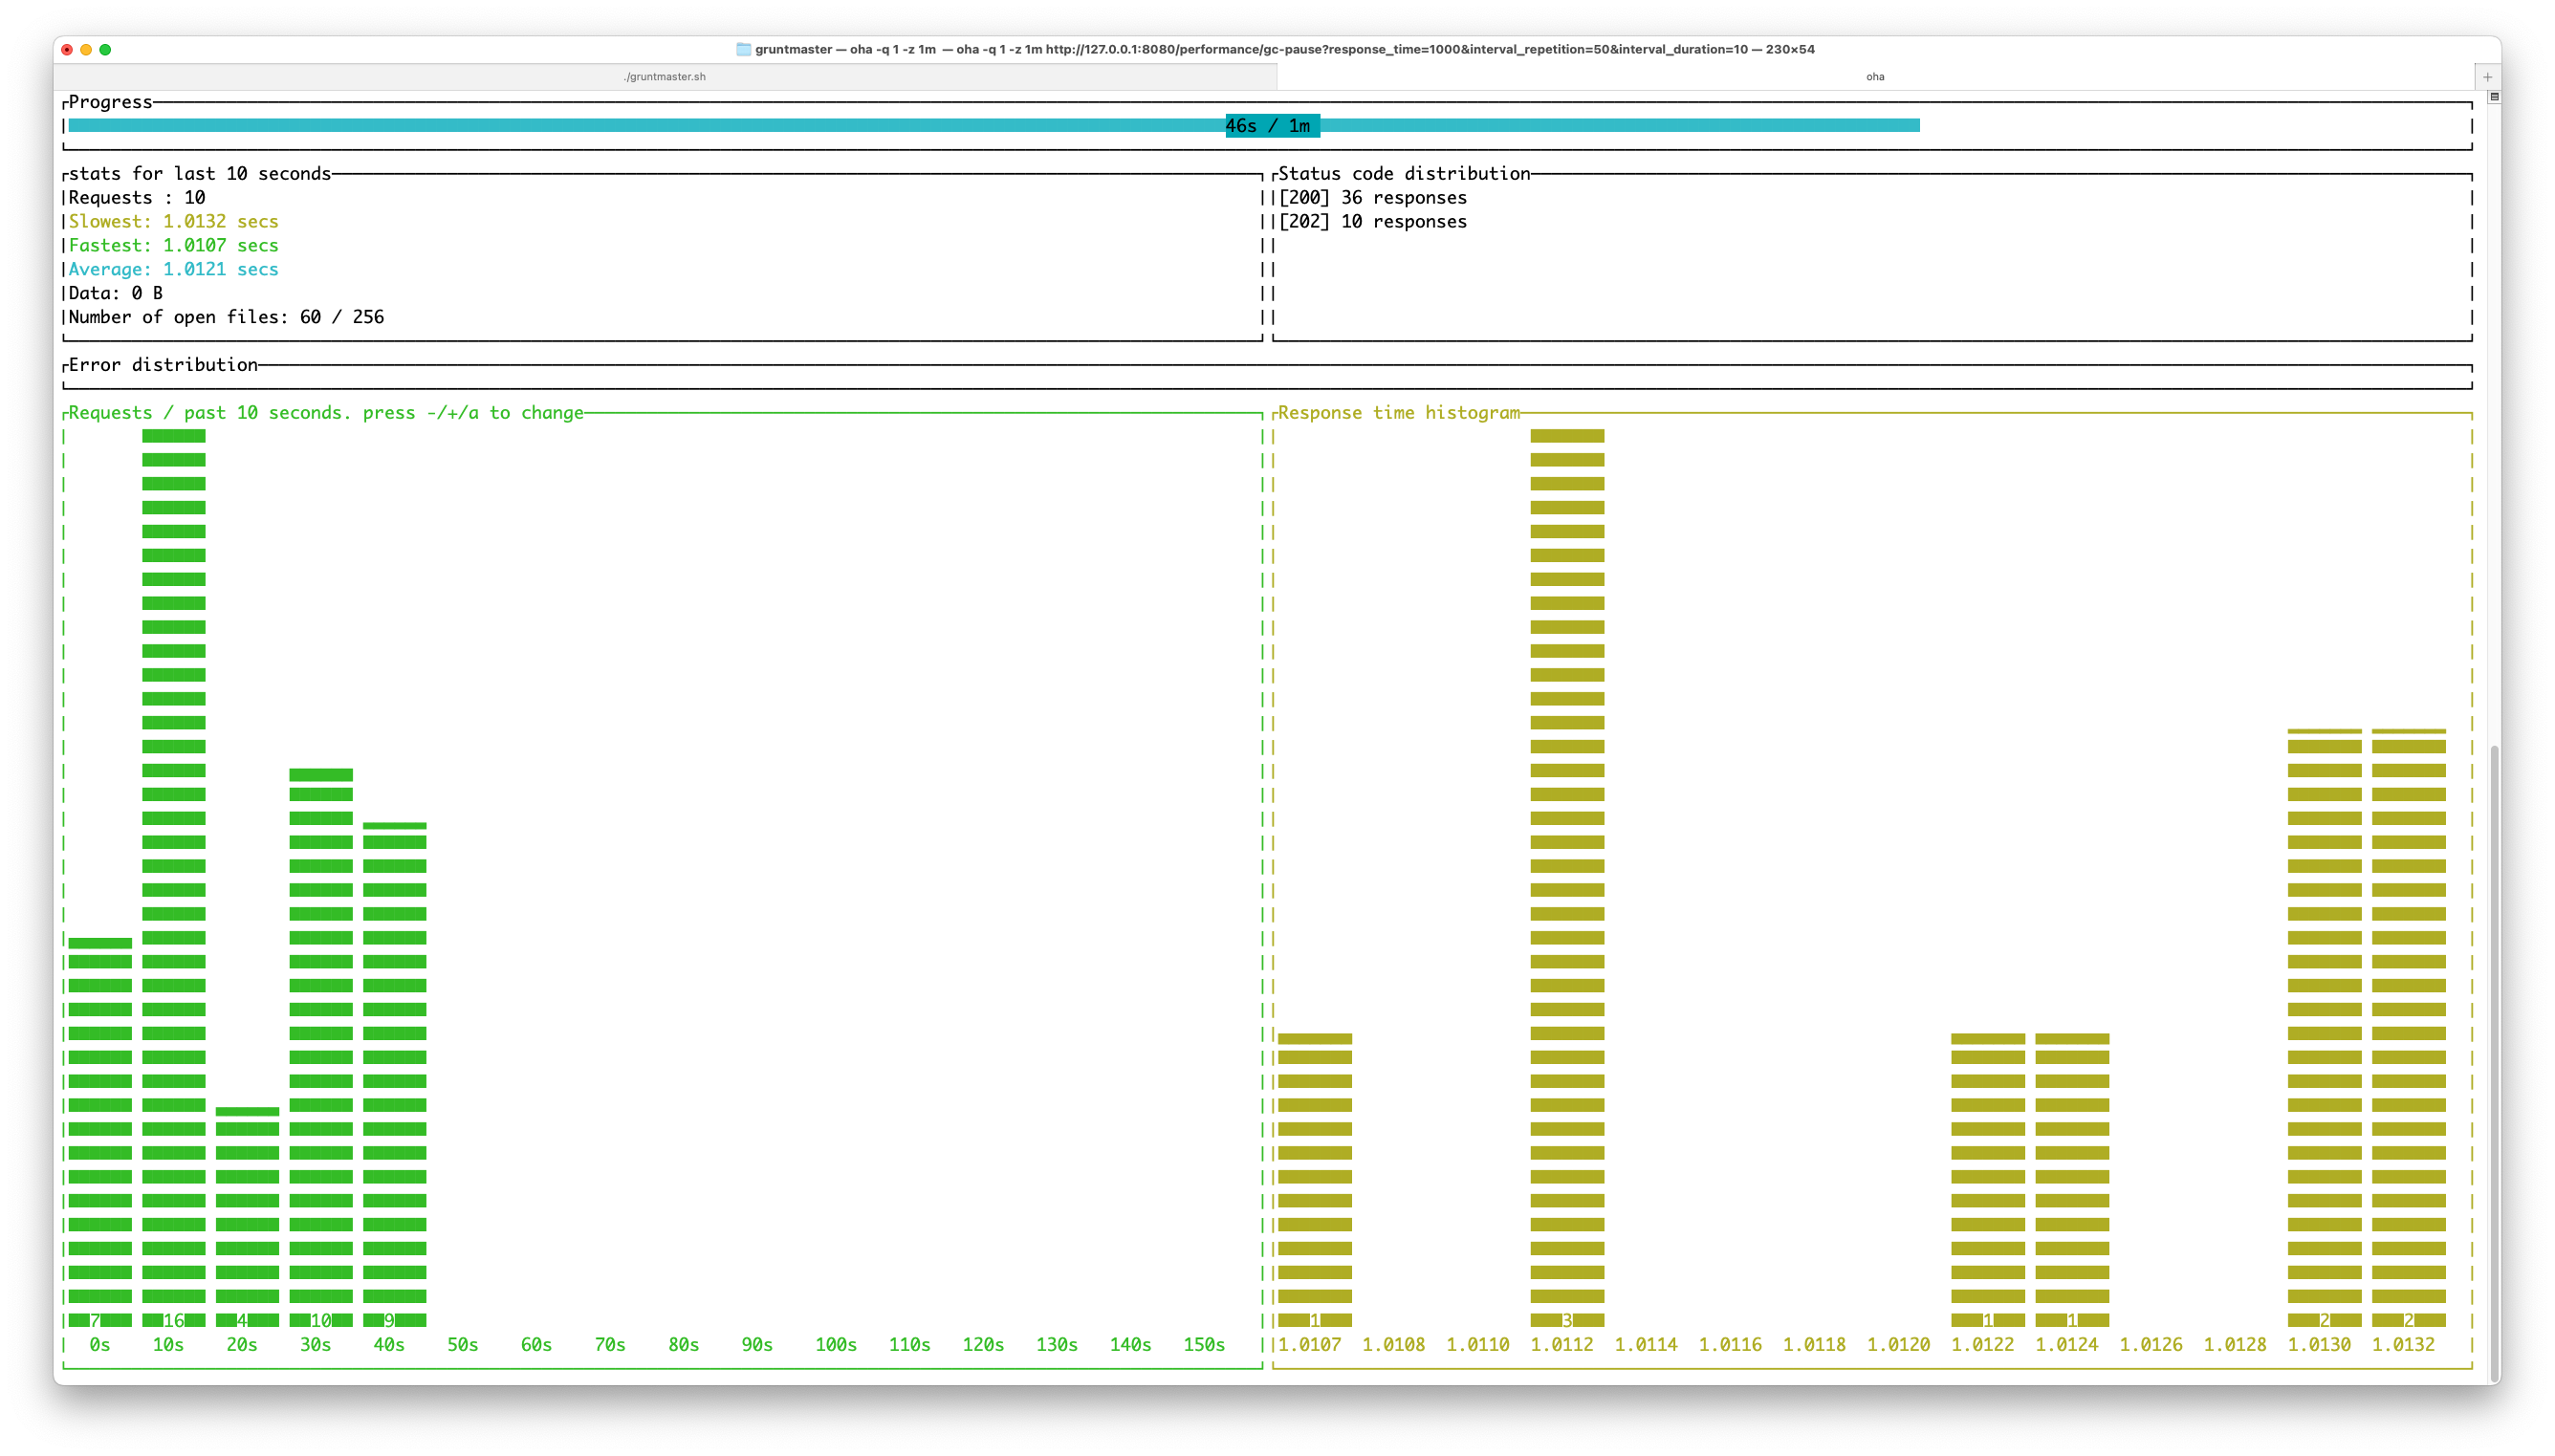 gruntmaster — oha -q 1 -z 1m — oha -q 1 -z 1m http://127.0.0.1:8080/performance/gc-pause?response_time=1000&interval_repetition=50&interval_duration=10 — 230×54
./gruntmaster.sh
oha
+
Progress
46s / 1m
stats for last 10 seconds
Requests : 10
Slowest: 1.0132 secs
Fastest: 1.0107 secs
Average: 1.0121 secs
Data: 0 B
Number of open files: 60 / 256
Status code distribution
[200] 36 responses
[202] 10 responses
Error distribution
Requests / past 10 seconds. press -/+/a to change
7 16 4 10 9
0s 10s 20s 30s 40s 50s 60s 70s 80s 90s 100s 110s 120s 130s 140s 150s
Response time histogram
1 3 1 1 2 2
1.0107 1.0108 1.0110 1.0112 1.0114 1.0116 1.0118 1.0120 1.0122 1.0124 1.0126 1.0128 1.0130 1.0132